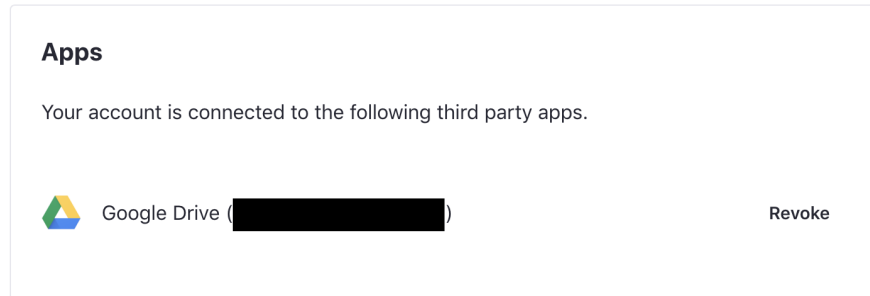 Apps
Your account is connected to the following third party apps.
Google Drive () Revoke